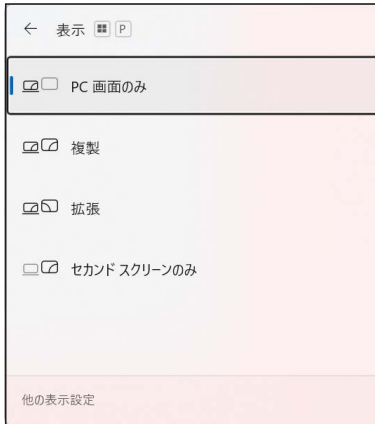 表示 P
PC 画面のみ
複製
拡張
セカンド スクリーンのみ
他の表示設定